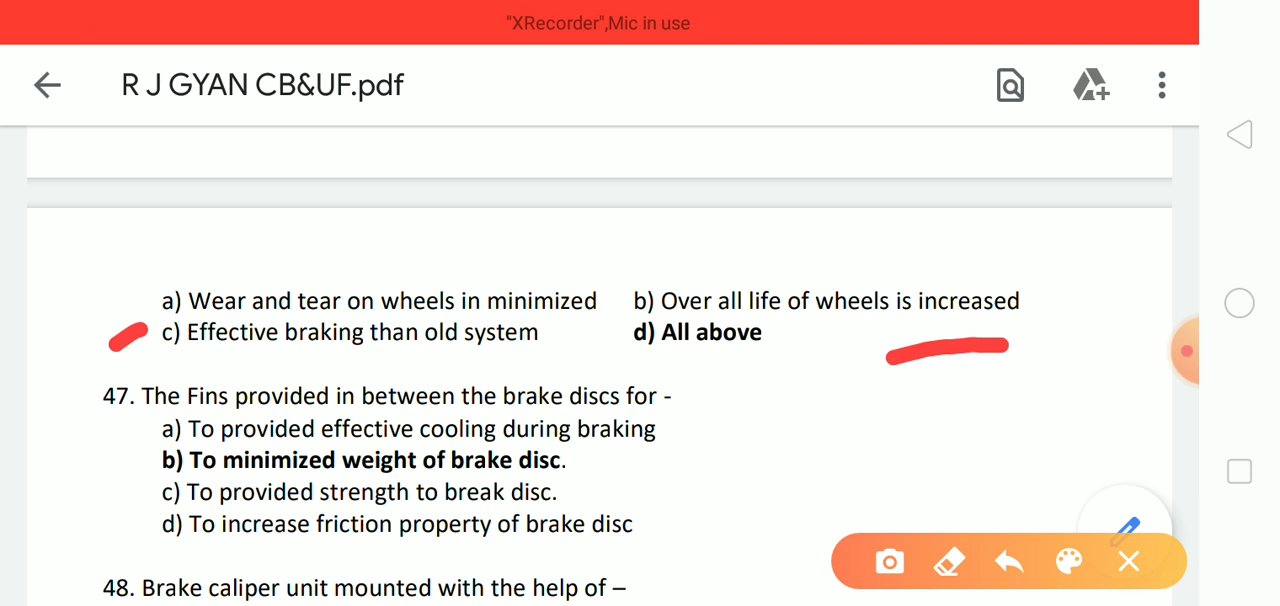 "XRecorder",Mic in use
R J GYAN CB&UF.pdf
a) Wear and tear on wheels in minimized b) Over all life of wheels is increased
c) Effective braking than old system d) All above
47. The Fins provided in between the brake discs for -
a) To provided effective cooling during braking
b) To minimized weight of brake disc.
c) To provided strength to break disc.
d) To increase friction property of brake disc
48. Brake caliper unit mounted with the help of –